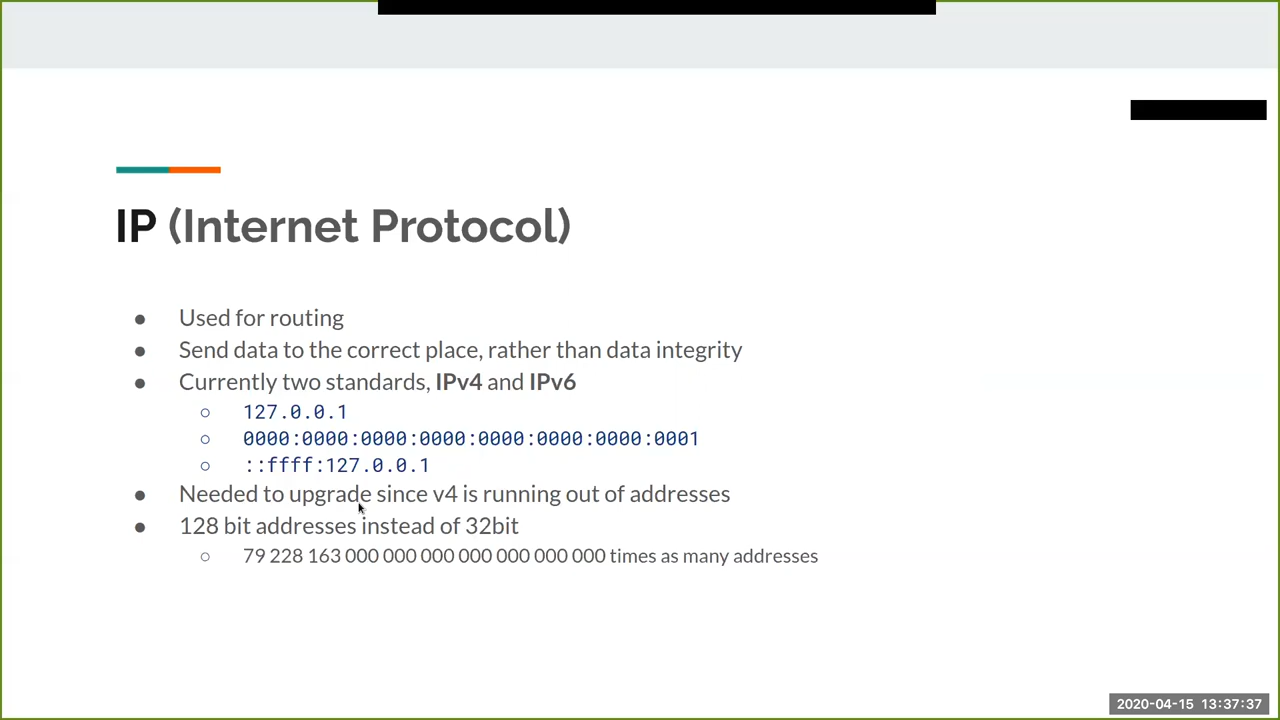 IP (Internet Protocol)
● Used for routing
● Send data to the correct place, rather than data integrity
● Currently two standards, IPv4 and IPv6
○ 127.0.0.1
○ 0000:0000:0000:0000:0000:0000:0000:0001
○ ::ffff:127.0.0.1
● Needed to upgrade since v4 is running out of addresses
● 128 bit addresses instead of 32bit
○ 79 228 163 000 000 000 000 000 000 000 times as many addresses
2020-04-15 13:37:37